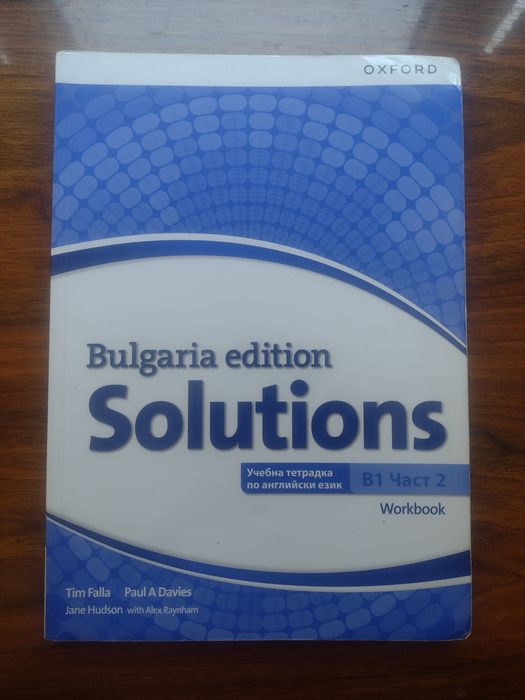 OXFORD
Bulgaria edition
Solutions
Учебна тетрадка
по английски език
B1 Част 2
Workbook
Tim Falla Paul A Davies
Jane Hudson with Alex Raynham